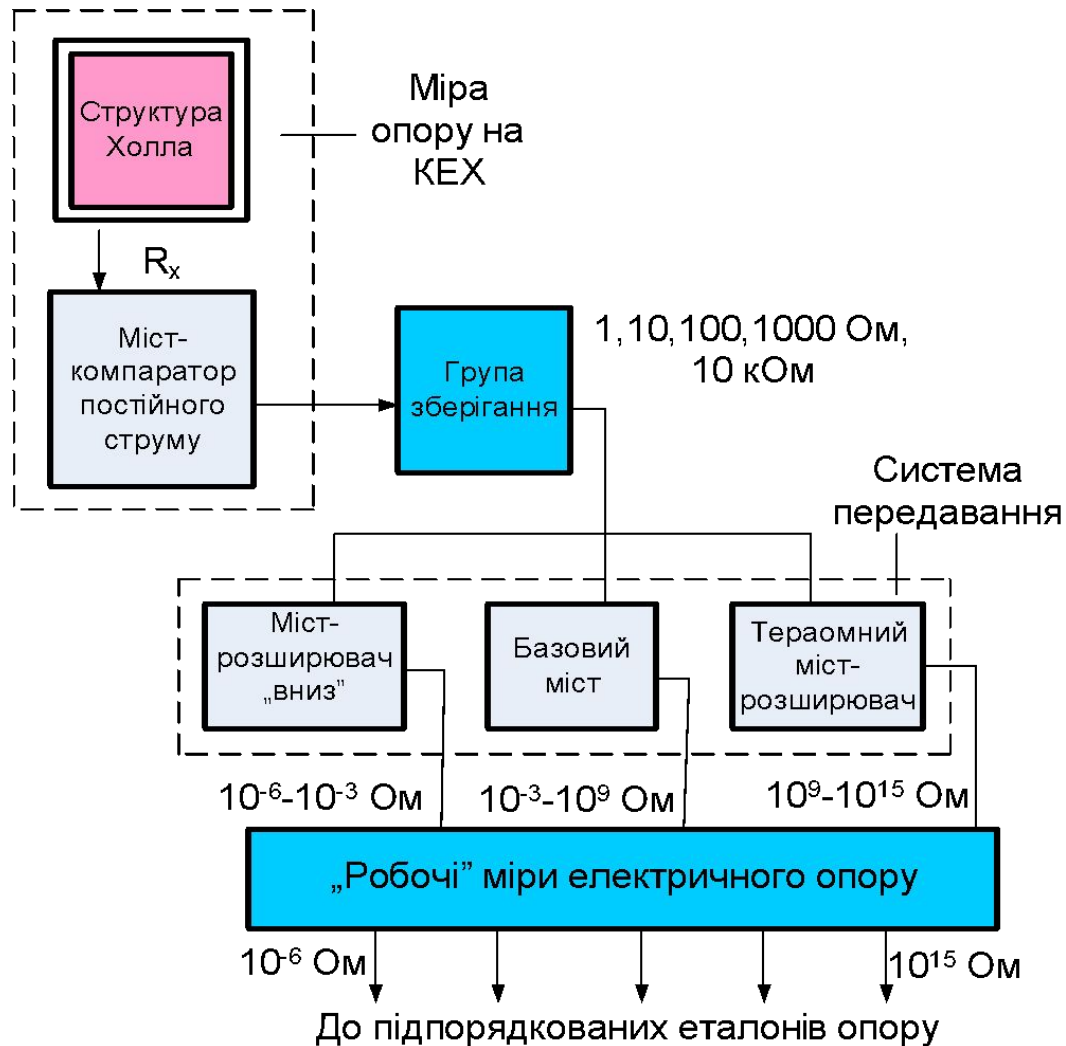 Структура
Холла
Міра
опору на
КЕХ
Rₓ
Міст-
компаратор
постійного
струму
Група
зберігання
1,10,100,1000 Ом,
10 кОм
Система
передавання
Міст-
розширювач
„вниз”
Базовий
міст
Тераомний
міст-
розширювач
10⁻⁶-10⁻³ Ом
10⁻³-10⁹ Ом
10⁹-10¹⁵ Ом
„Робочі” міри електричного опору
10⁻⁶ Ом
10¹⁵ Ом
До підпорядкованих еталонів опору